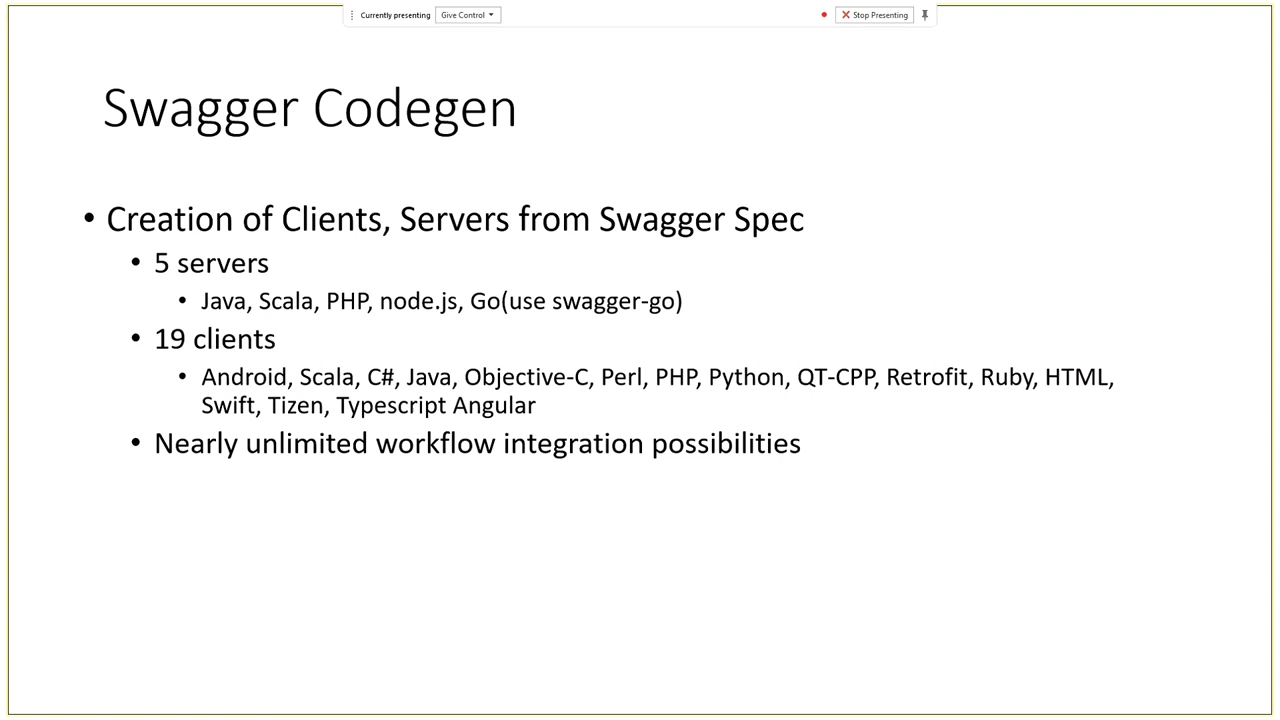 Currently presenting Give Control Stop Presenting
Swagger Codegen
• Creation of Clients, Servers from Swagger Spec
• 5 servers
• Java, Scala, PHP, node.js, Go(use swagger-go)
• 19 clients
• Android, Scala, C#, Java, Objective-C, Perl, PHP, Python, QT-CPP, Retrofit, Ruby, HTML,
Swift, Tizen, Typescript Angular
• Nearly unlimited workflow integration possibilities